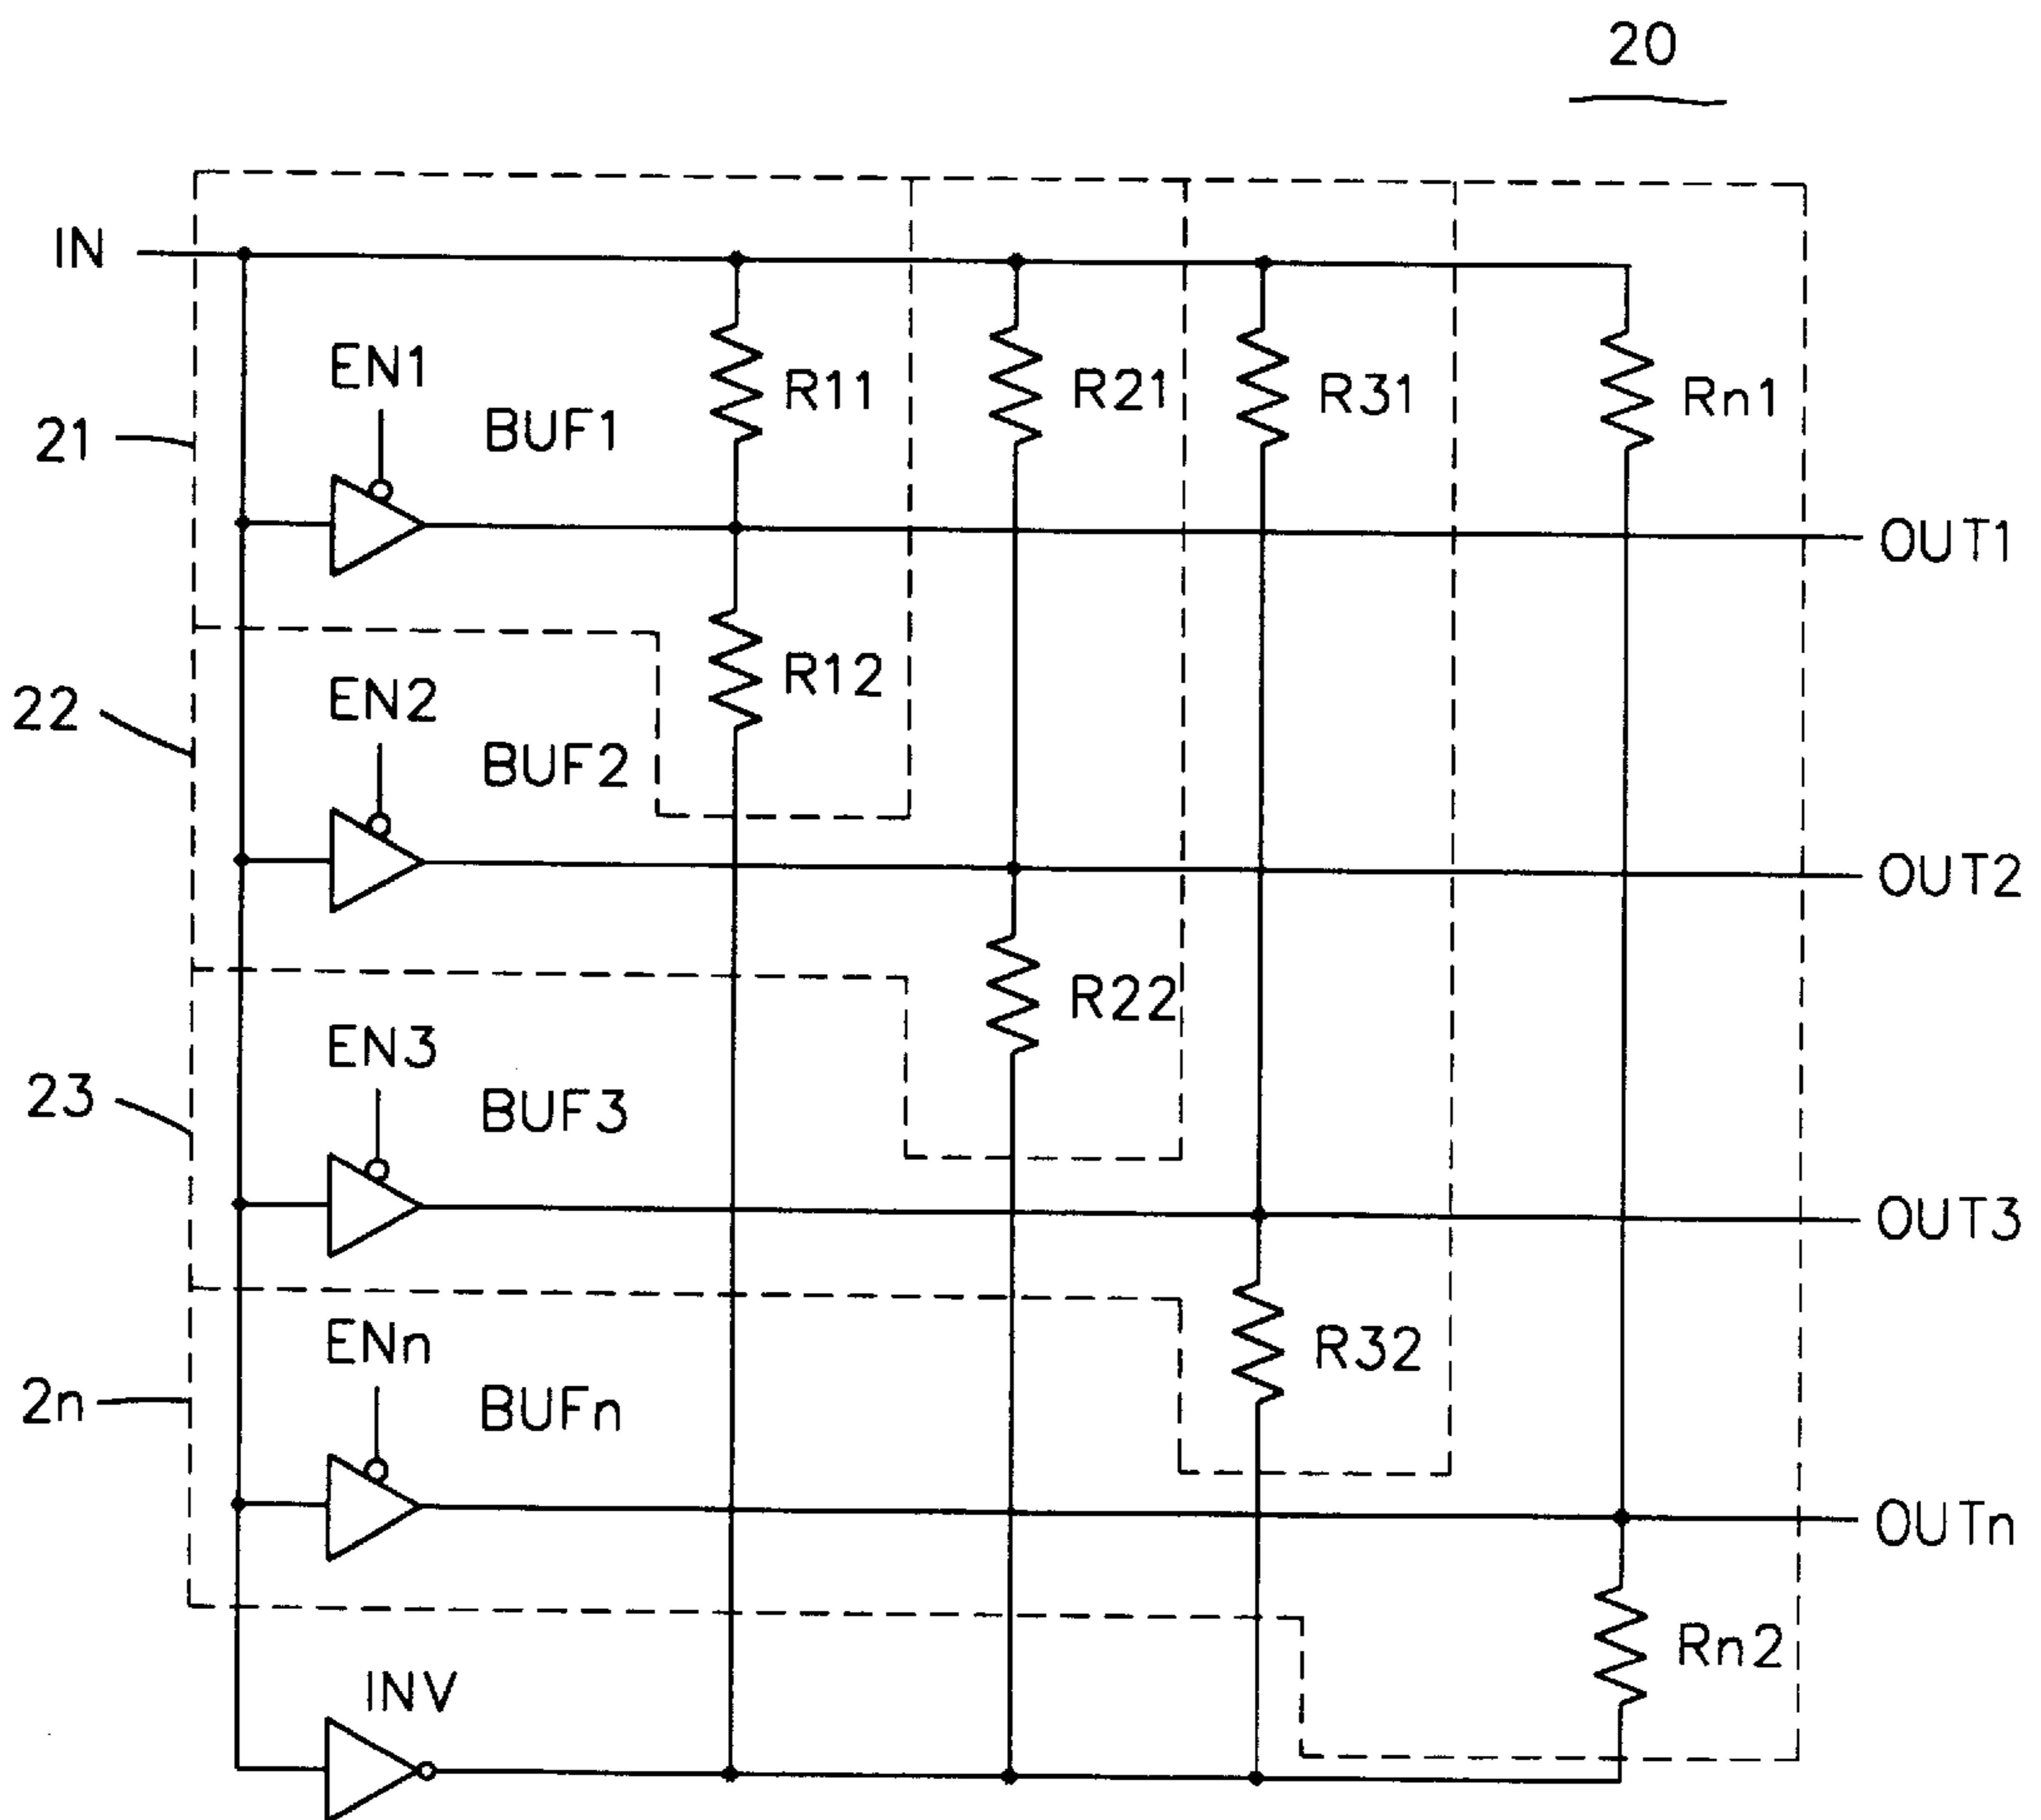 20
IN
EN1
BUF1
R11
R21
R31
Rn1
21
OUT1
R12
EN2
22
BUF2
OUT2
R22
EN3
23
BUF3
OUT3
ENn
R32
2n
BUFn
OUTn
Rn2
INV